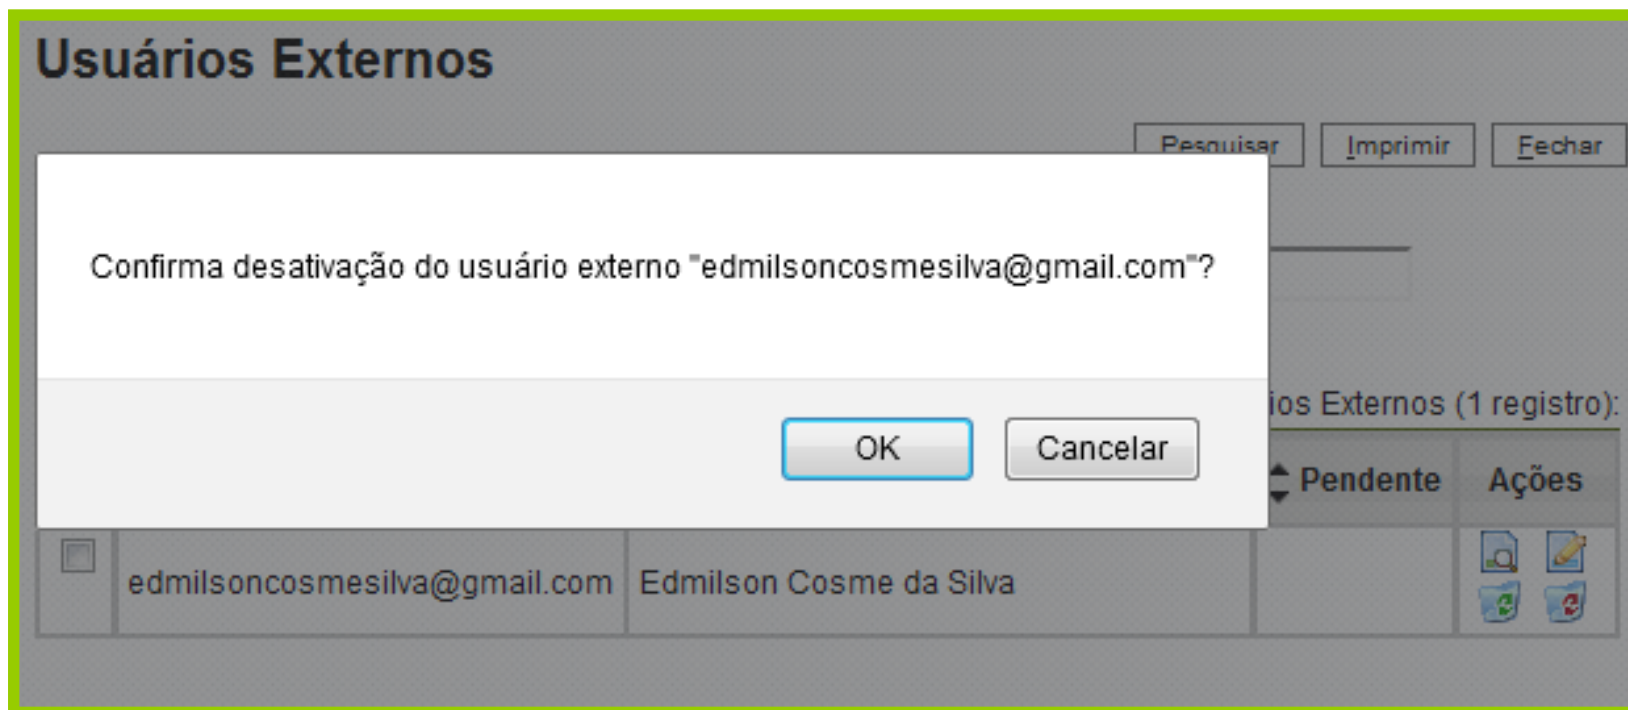 Usuários Externos
Pesquisar Imprimir Fechar
Confirma desativação do usuário externo "edmilsoncosmesilva@gmail.com"?
OK Cancelar
Externos (1 registro):
Pendente Ações
edmilsoncosmesilva@gmail.com Edmilson Cosme da Silva